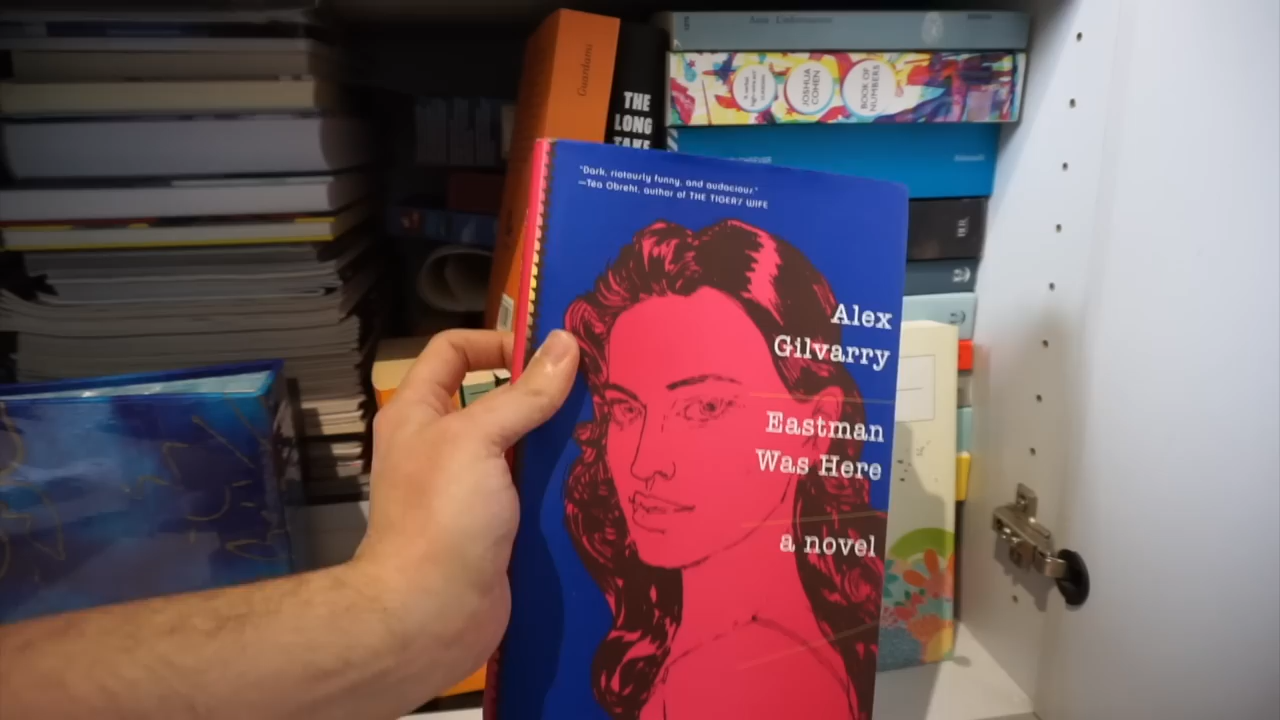 Guardami
THE
LONG
TAKE
JOSHUA
COHEN
BOOK OF
NUMBERS
"Dark, riotously funny, and audacious."
—Téa Obreht, author of THE TIGER'S WIFE
Alex
Gilvarry
Eastman
Was Here
a novel